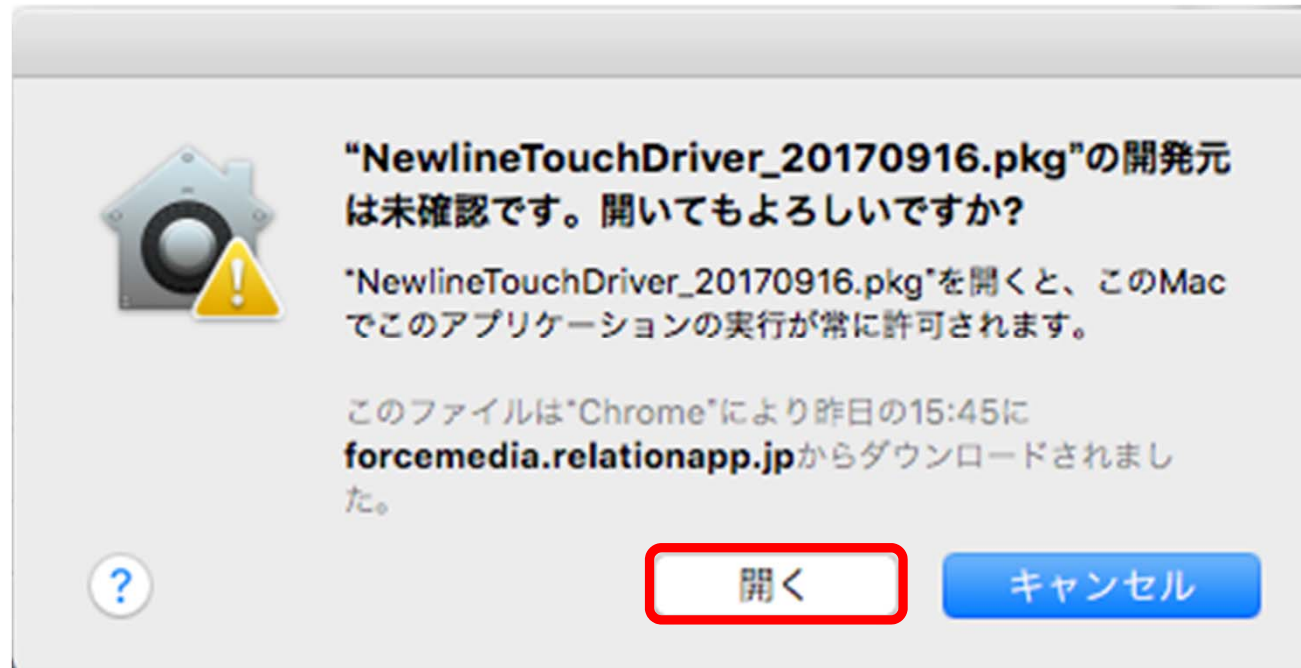 “NewlineTouchDriver_20170916.pkg”の開発元
は未確認です。開いてもよろしいですか?
“NewlineTouchDriver_20170916.pkg”を開くと、このMac
でこのアプリケーションの実行が常に許可されます。
このファイルは“Chrome”により昨日の15:45に
forcemedia.relationapp.jpからダウンロードされまし
た。
? 開く キャンセル